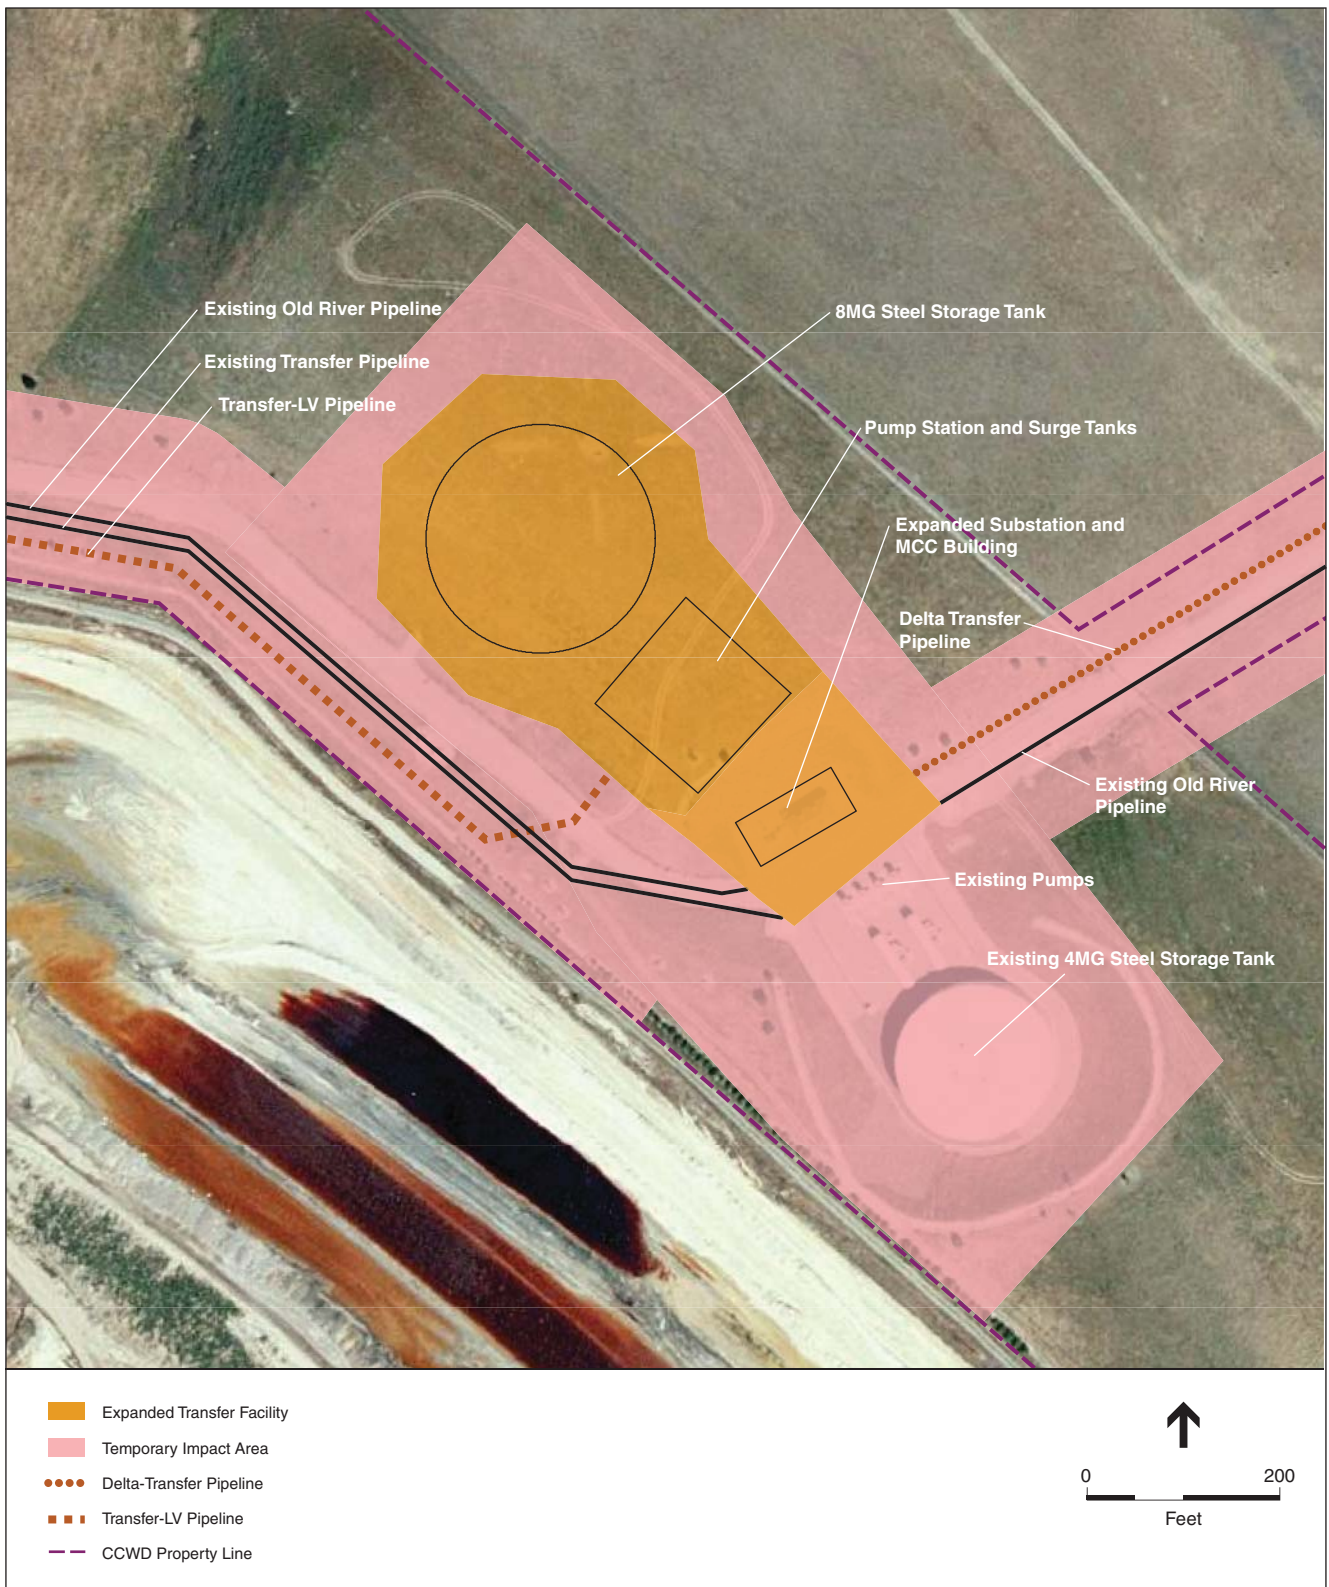 Existing Old River Pipeline
8MG Steel Storage Tank
Existing Transfer Pipeline
Transfer-LV Pipeline
Pump Station and Surge Tanks
Expanded Substation and
MCC Building
Delta Transfer
Pipeline
Existing Old River
Pipeline
Existing Pumps
Existing 4MG Steel Storage Tank
Expanded Transfer Facility
Temporary Impact Area
Delta-Transfer Pipeline
Transfer-LV Pipeline
CCWD Property Line
0 200
Feet